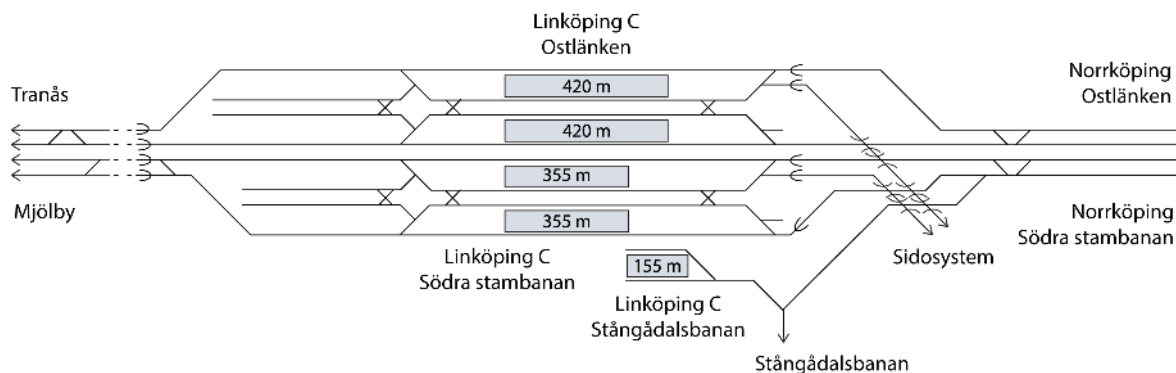 Linköping C
Ostlänken
Tranås
420 m
Norrköping
Ostlänken
420 m
355 m
Mjölby
355 m
Norrköping
Södra stambanan
Linköping C
Södra stambanan
155 m
Sidosystem
Linköping C
Stångådalsbanan
Stångådalsbanan